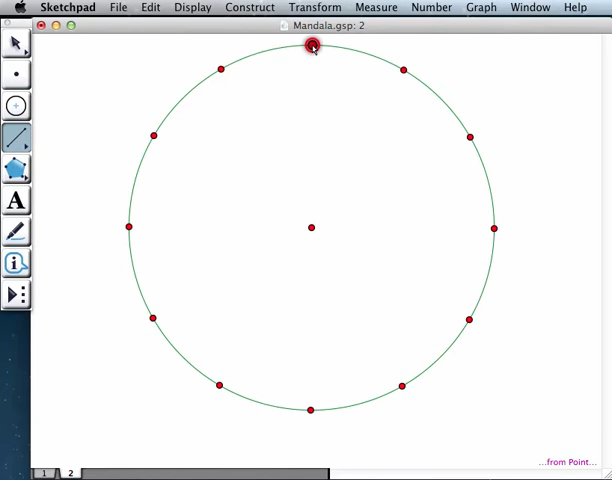 Sketchpad File Edit Display Construct Transform Measure Number Graph Window Help
Mandala.gsp: 2
A
i
...from Point...
1 2